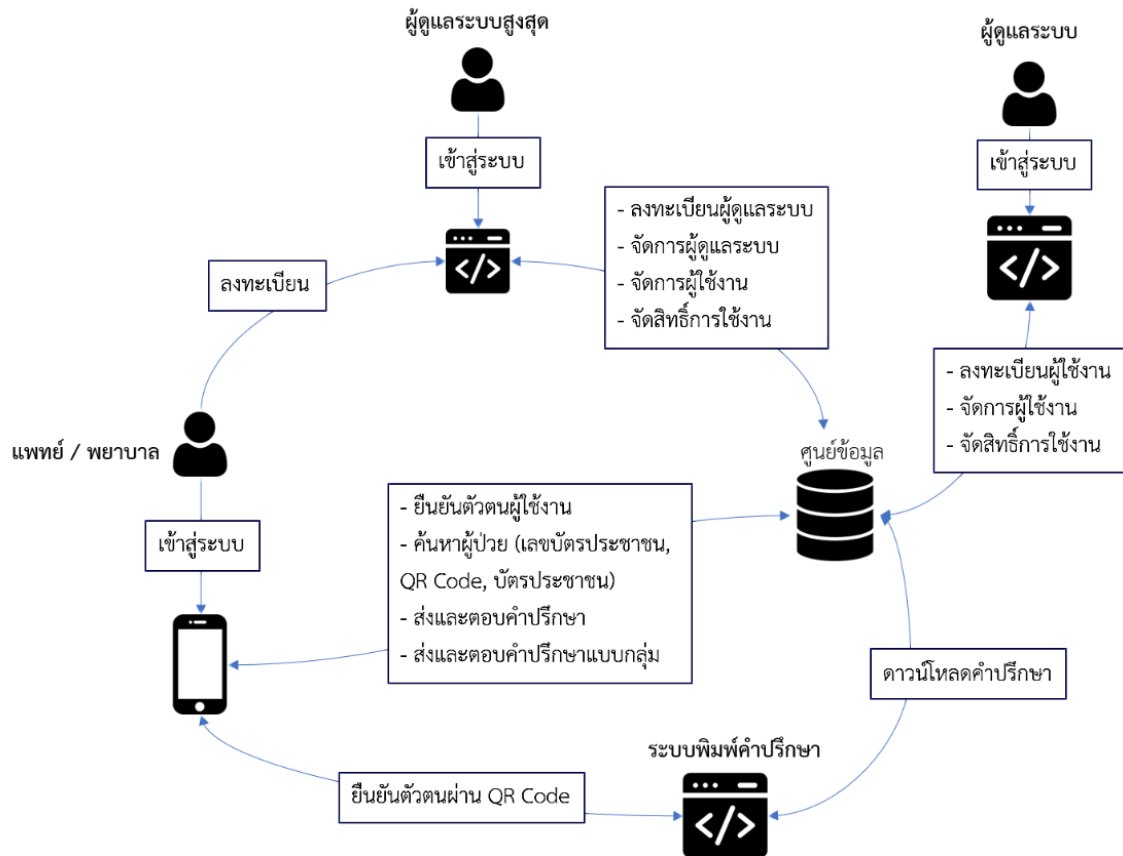 ผู้ดูแลระบบสูงสุด
ผู้ดูแลระบบ
เข้าสู่ระบบ
เข้าสู่ระบบ
- ลงทะเบียนผู้ดูแลระบบ
- จัดการผู้ดูแลระบบ
- จัดการผู้ใช้งาน
- จัดสิทธิ์การใช้งาน
ลงทะเบียน
- ลงทะเบียนผู้ใช้งาน
- จัดการผู้ใช้งาน
- จัดสิทธิ์การใช้งาน
แพทย์ / พยาบาล
ศูนย์ข้อมูล
เข้าสู่ระบบ
- ยืนยันตัวตนผู้ใช้งาน
- ค้นหาผู้ป่วย (เลขบัตรประชาชน,
QR Code, บัตรประชาชน)
- ส่งและตอบคำปรึกษา
- ส่งและตอบคำปรึกษาแบบกลุ่ม
ดาวน์โหลดคำปรึกษา
ระบบพิมพ์คำปรึกษา
ยืนยันตัวตนผ่าน QR Code